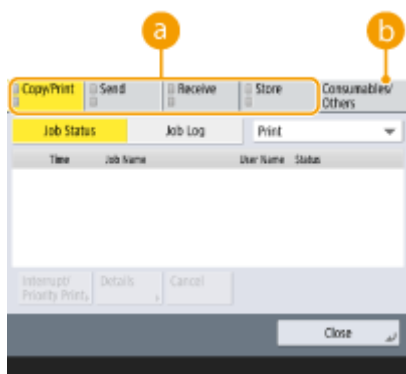 a b
Copy/Print Send Receive Store Consumables/
Others
Job Status Job Log Print
Time Job Name User Name Status
Interrupt/ Details Cancel
Priority Print
Close